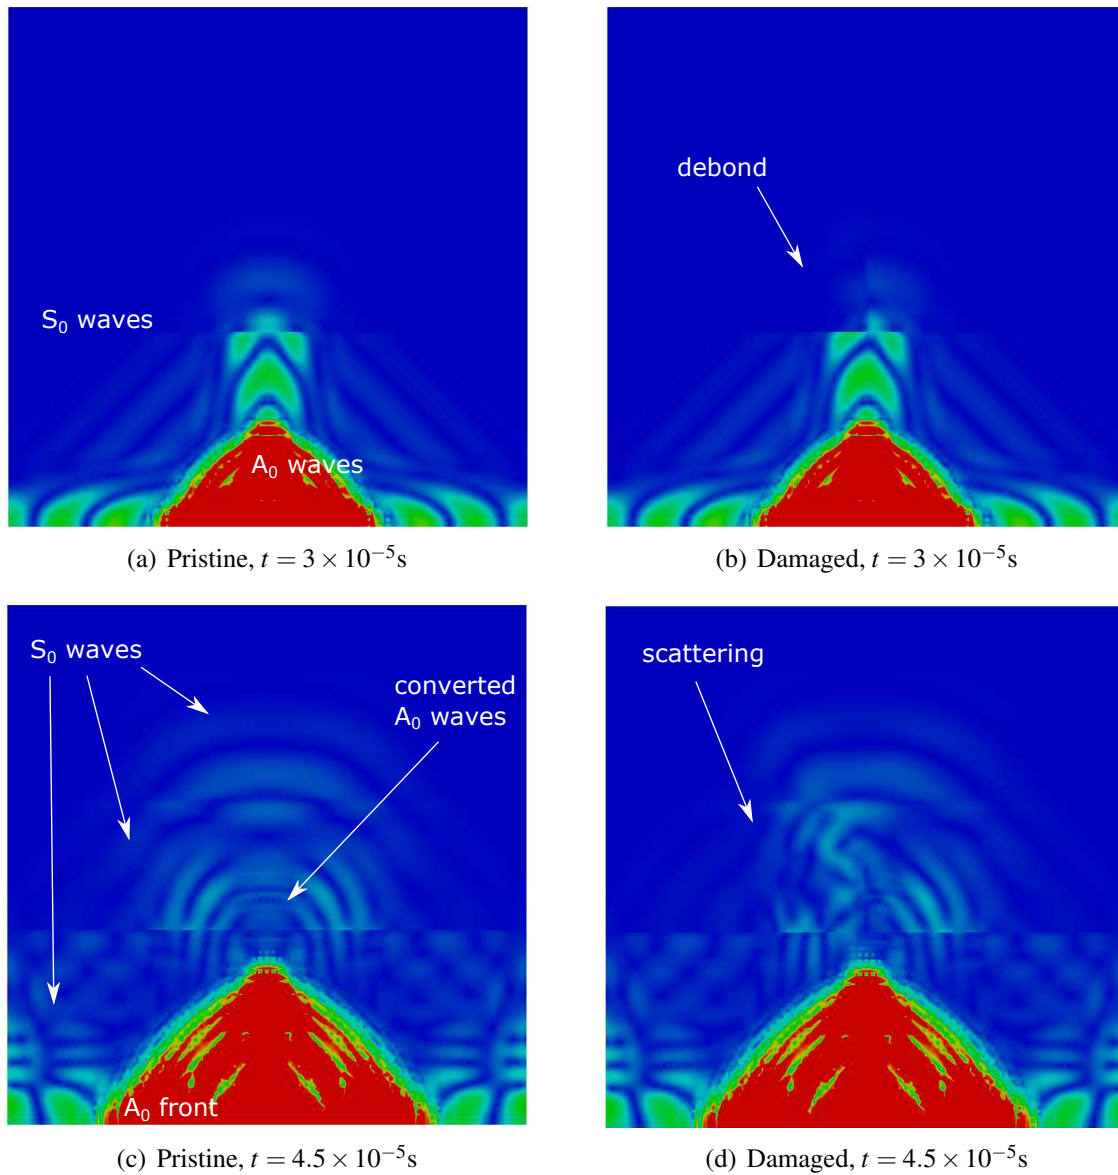 debond
S₀ waves
A₀ waves
(a) Pristine, t = 3 × 10⁻⁵s
(b) Damaged, t = 3 × 10⁻⁵s
S₀ waves
converted
A₀ waves
A₀ front
scattering
(c) Pristine, t = 4.5 × 10⁻⁵s
(d) Damaged, t = 4.5 × 10⁻⁵s